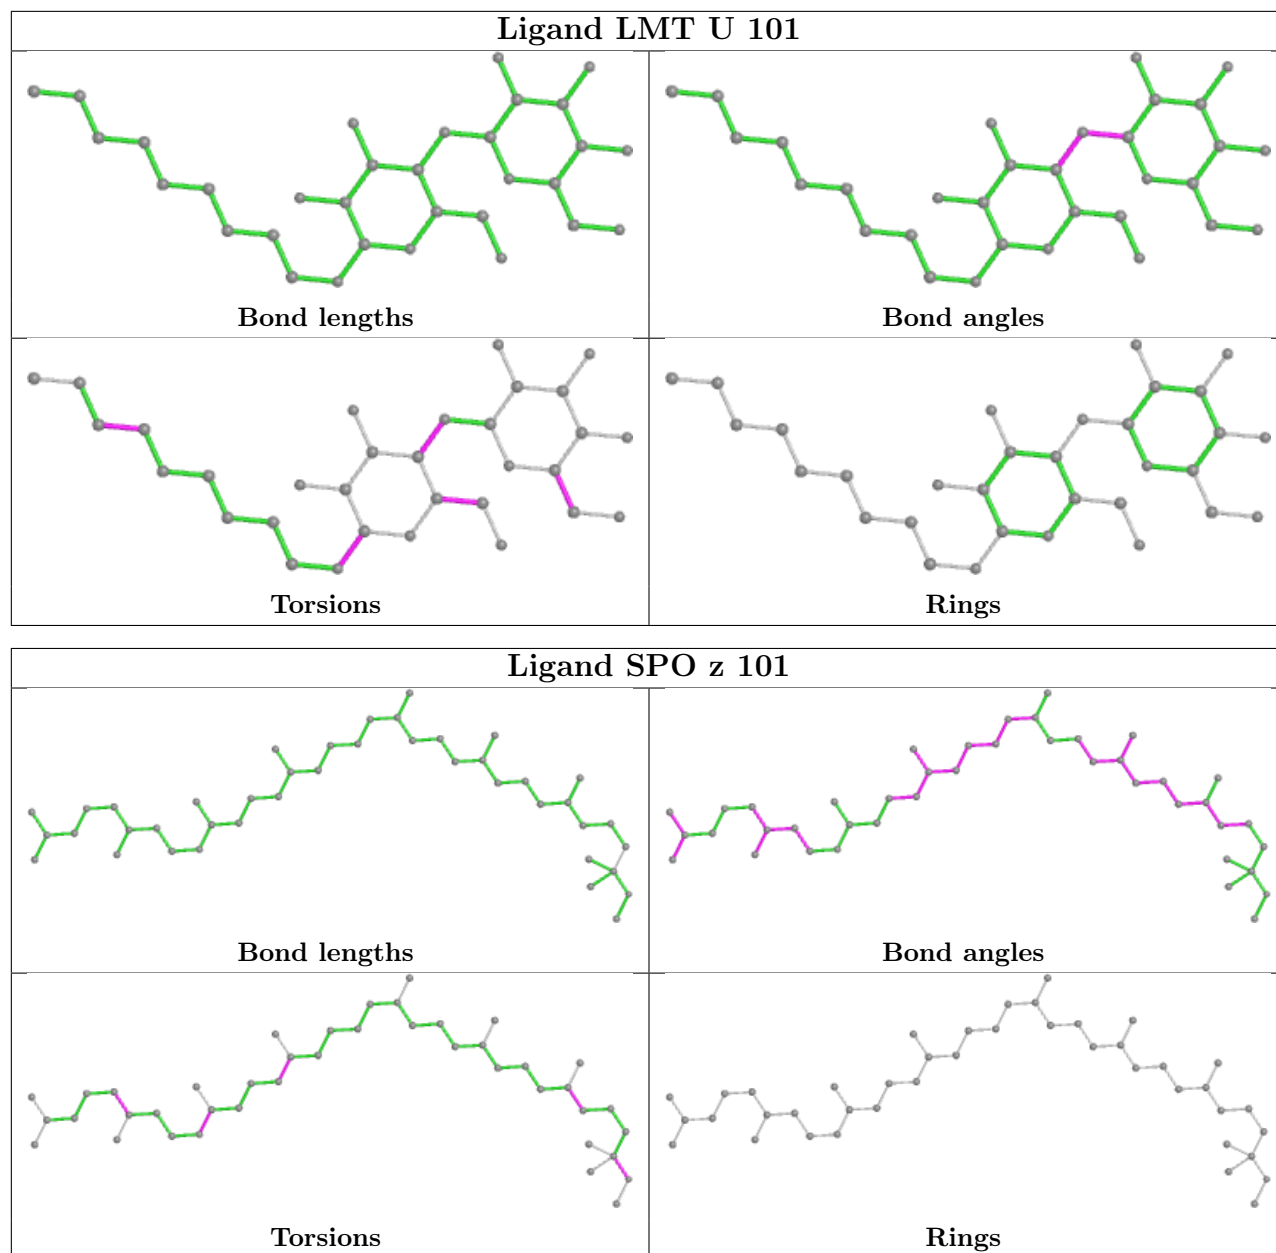 Ligand LMT U 101
Bond lengths
Bond angles
Torsions
Rings
Ligand SPO z 101
Bond lengths
Bond angles
Torsions
Rings